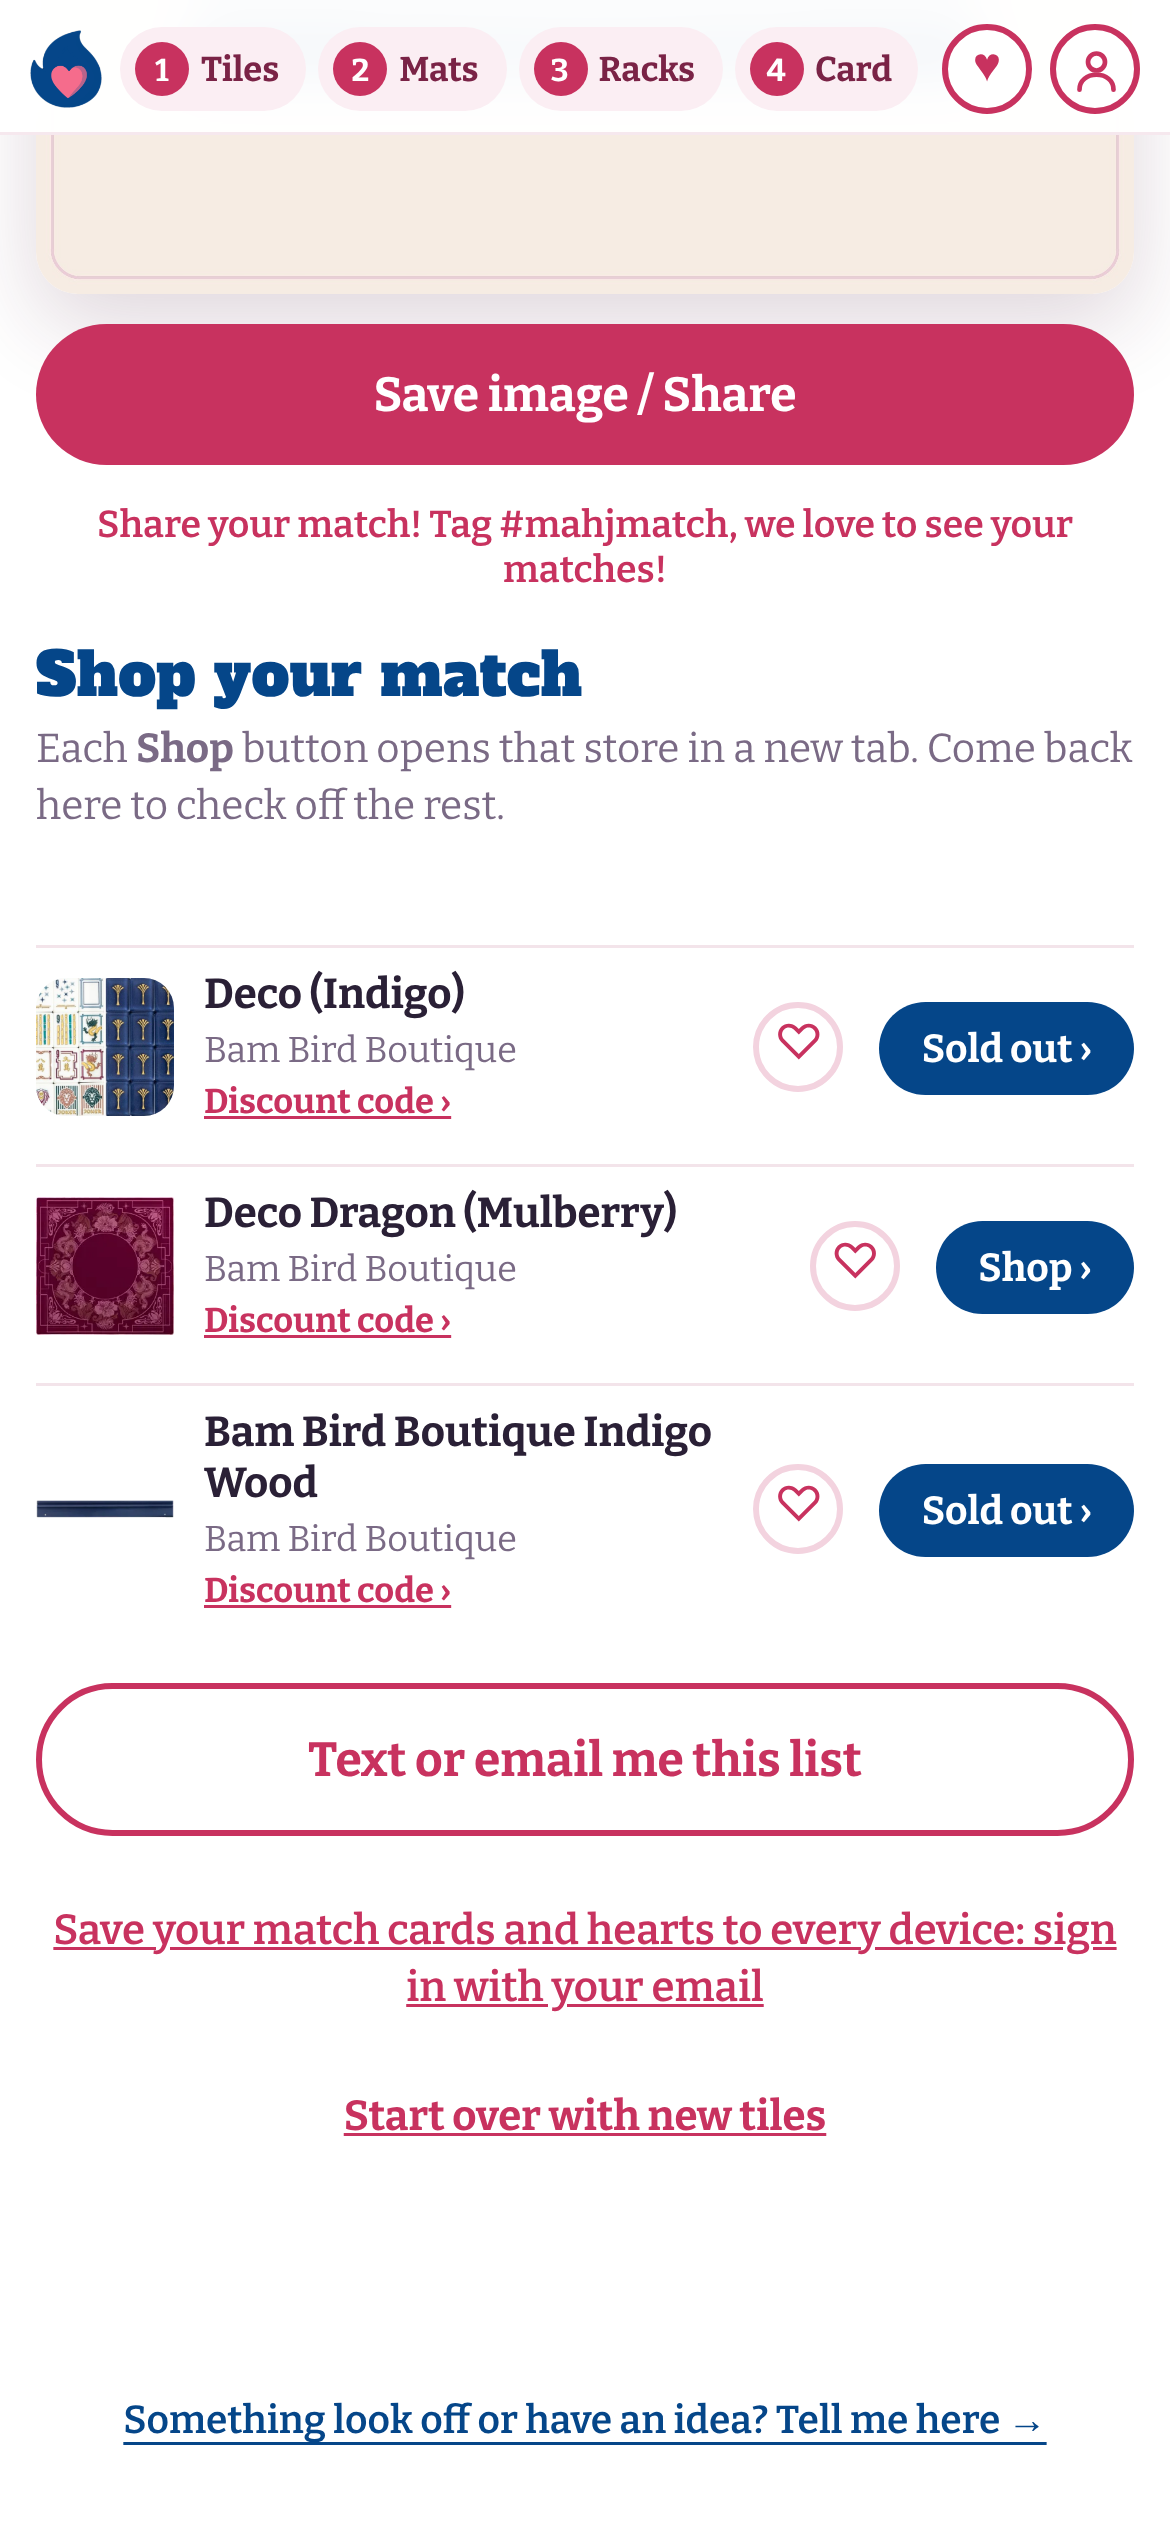 1 Tiles 2 Mats 3 Racks 4 Card
Save image / Share
Share your match! Tag #mahjmatch, we love to see your
matches!
Shop your match
Each Shop button opens that store in a new tab. Come back
here to check off the rest.
Deco (Indigo)
Bam Bird Boutique
Discount code ›
Sold out ›
Deco Dragon (Mulberry)
Bam Bird Boutique
Discount code ›
Shop ›
Bam Bird Boutique Indigo
Wood
Bam Bird Boutique
Discount code ›
Sold out ›
Text or email me this list
Save your match cards and hearts to every device: sign
in with your email
Start over with new tiles
Something look off or have an idea? Tell me here →